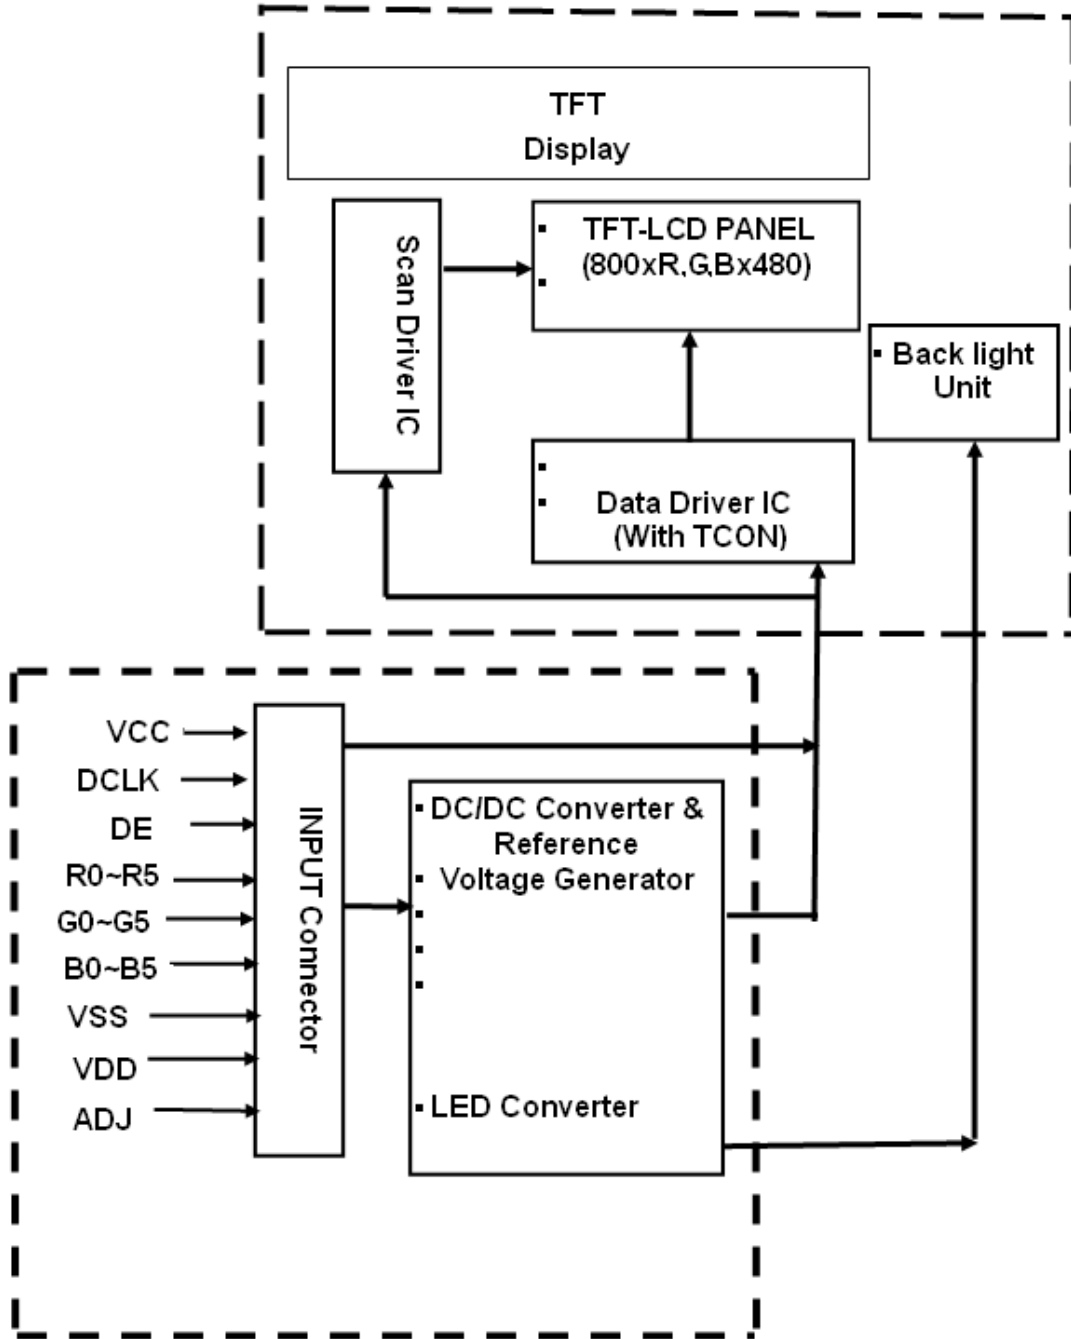 TFT
Display
Scan Driver IC
TFT-LCD PANEL
(800xR,G,Bx480)
Back light
Unit
Data Driver IC
(With TCON)
VCC
DCLK
DE
R0~R5
G0~G5
B0~B5
VSS
VDD
ADJ
INPUT Connector
DC/DC Converter &
Reference
Voltage Generator
LED Converter